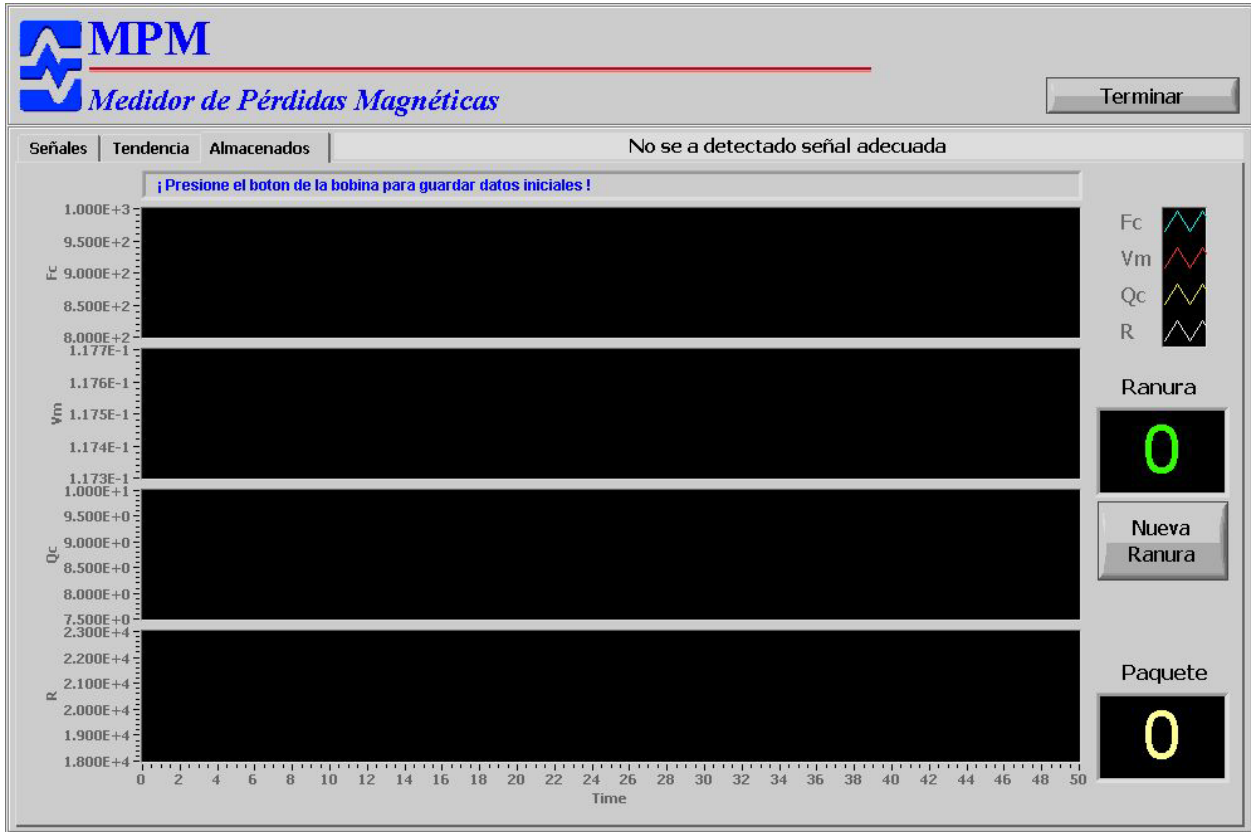 MPM
Medidor de Pérdidas Magnéticas
Terminar
Señales
Tendencia
Almacenados
No se a detectado señal adecuada
¡ Presione el boton de la bobina para guardar datos iniciales !
1.000E+3
9.500E+2
9.000E+2
8.500E+2
8.000E+2
Fc
1.177E-1
1.176E-1
1.175E-1
1.174E-1
1.173E-1
Vm
1.000E+1
9.500E+0
9.000E+0
8.500E+0
8.000E+0
7.500E+0
Qc
2.300E+4
2.200E+4
2.100E+4
2.000E+4
1.900E+4
1.800E+4
R
0 2 4 6 8 10 12 14 16 18 20 22 24 26 28 30 32 34 36 38 40 42 44 46 48 50
Time
Fc
Vm
Qc
R
Ranura
0
Nueva
Ranura
Paquete
0